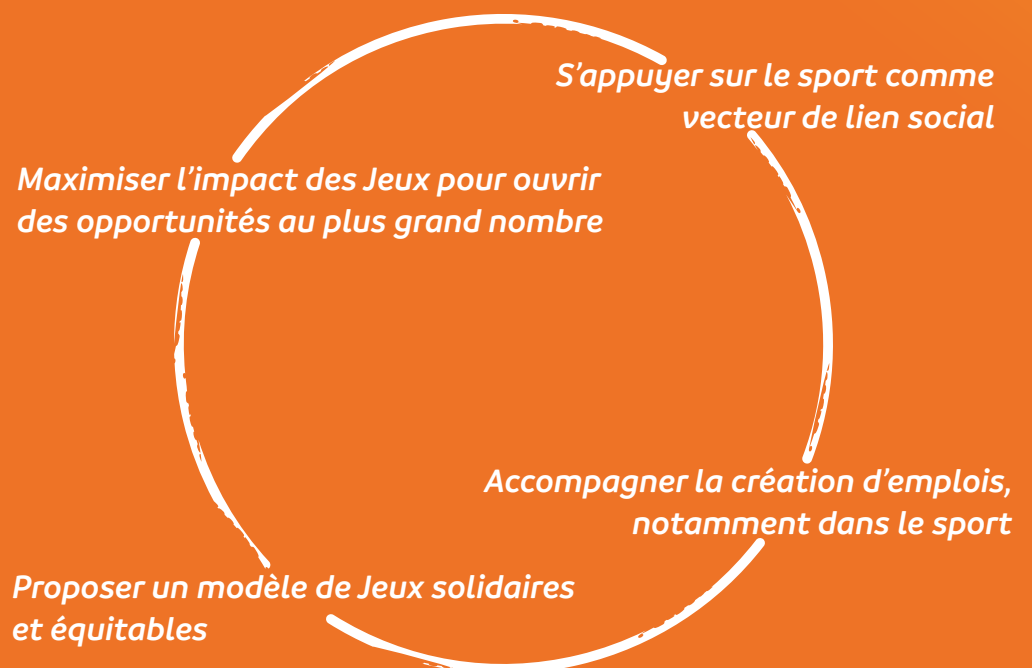 S'appuyer sur le sport comme
vecteur de lien social
Maximiser l'impact des Jeux pour ouvrir
des opportunités au plus grand nombre
Accompagner la création d'emplois,
notamment dans le sport
Proposer un modèle de Jeux solidaires
et équitables